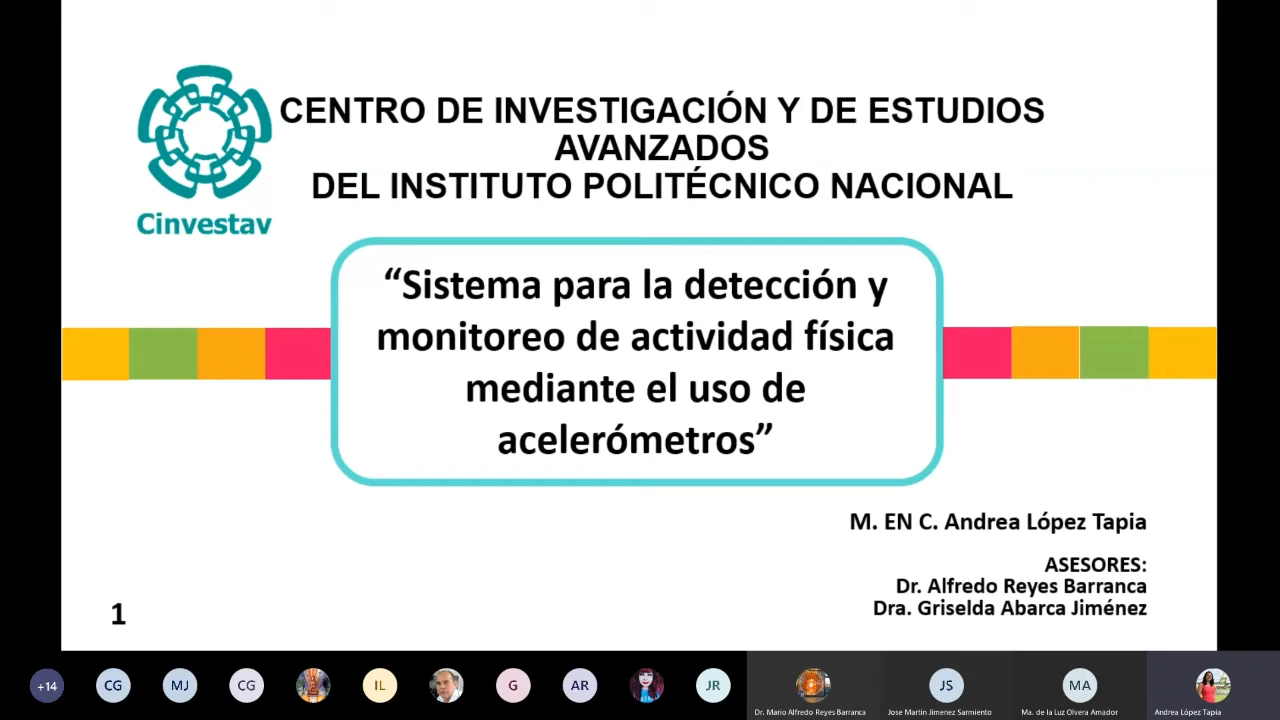 CENTRO DE INVESTIGACIÓN Y DE ESTUDIOS
AVANZADOS
DEL INSTITUTO POLITÉCNICO NACIONAL
Cinvestav
“Sistema para la detección y
monitoreo de actividad física
mediante el uso de
acelerómetros”
M. EN C. Andrea López Tapia
ASESORES:
Dr. Alfredo Reyes Barranca
Dra. Griselda Abarca Jiménez
1
+14
CG
MJ
CG
IL
G
AR
JR
JS
MA
Dr. Mario Alfredo Reyes Barranca
Jose Martin Jimenez Sarmiento
Ma. de la Luz Olvera Amador
Andrea López Tapia